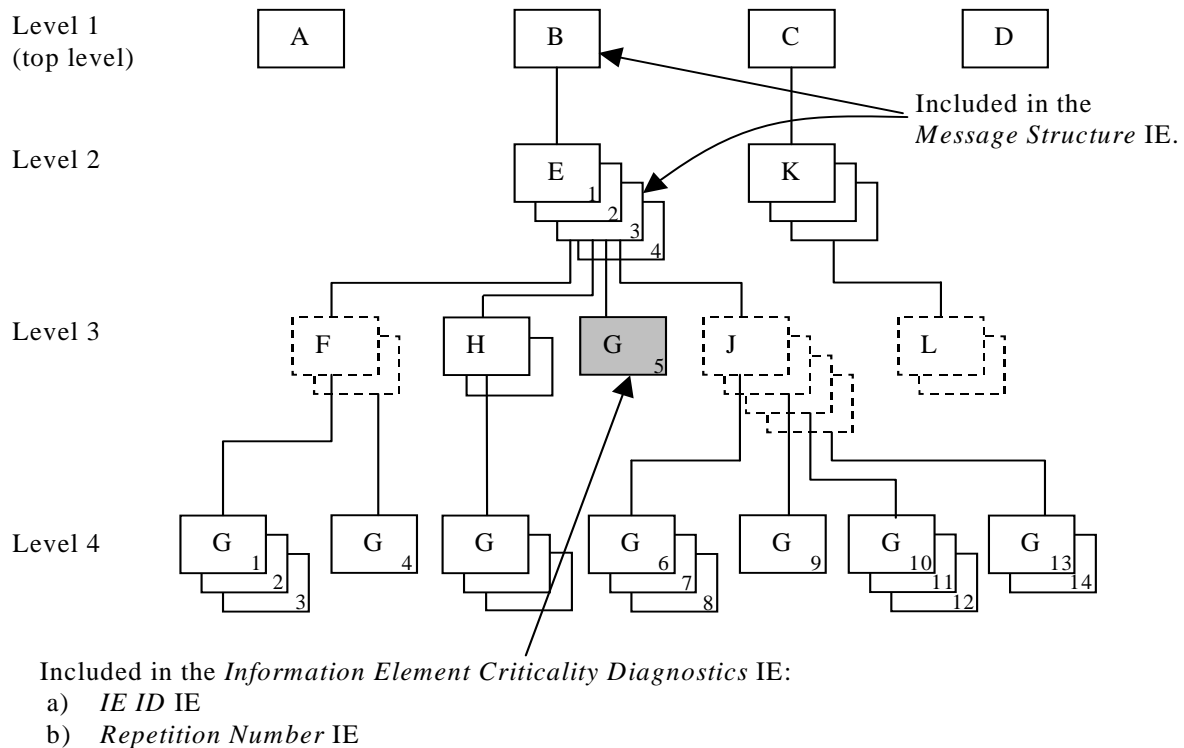 Level 1
(top level)
A
B
C
D
Included in the
Message Structure IE.
Level 2
E
1
2
3
4
K
Level 3
F
H
G
5
J
L
Level 4
G
1
2
3
G
4
G
G
6
7
8
G
9
G
10
11
12
G
13
14
Included in the Information Element Criticality Diagnostics IE:
a) IE ID IE
b) Repetition Number IE